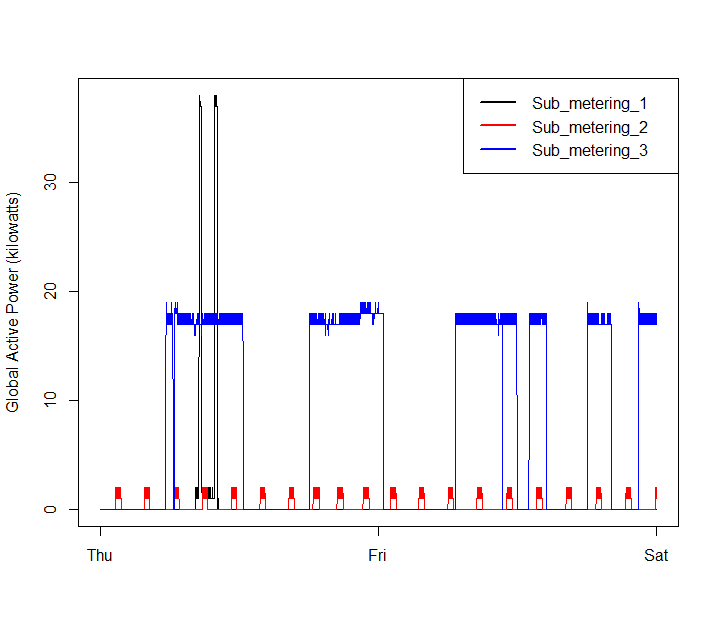 Sub_metering_1
Sub_metering_2
Sub_metering_3
Global Active Power (kilowatts)
30
20
10
0
Thu Fri Sat